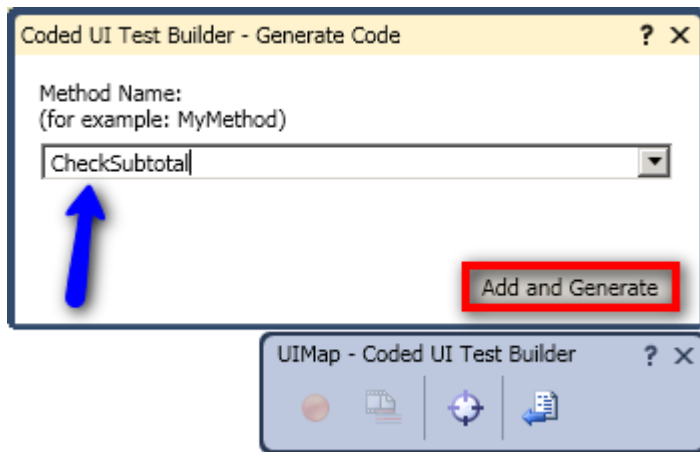 Coded UI Test Builder - Generate Code ? X
Method Name:
(for example: MyMethod)
CheckSubtotal
Add and Generate
UIMap - Coded UI Test Builder ? X